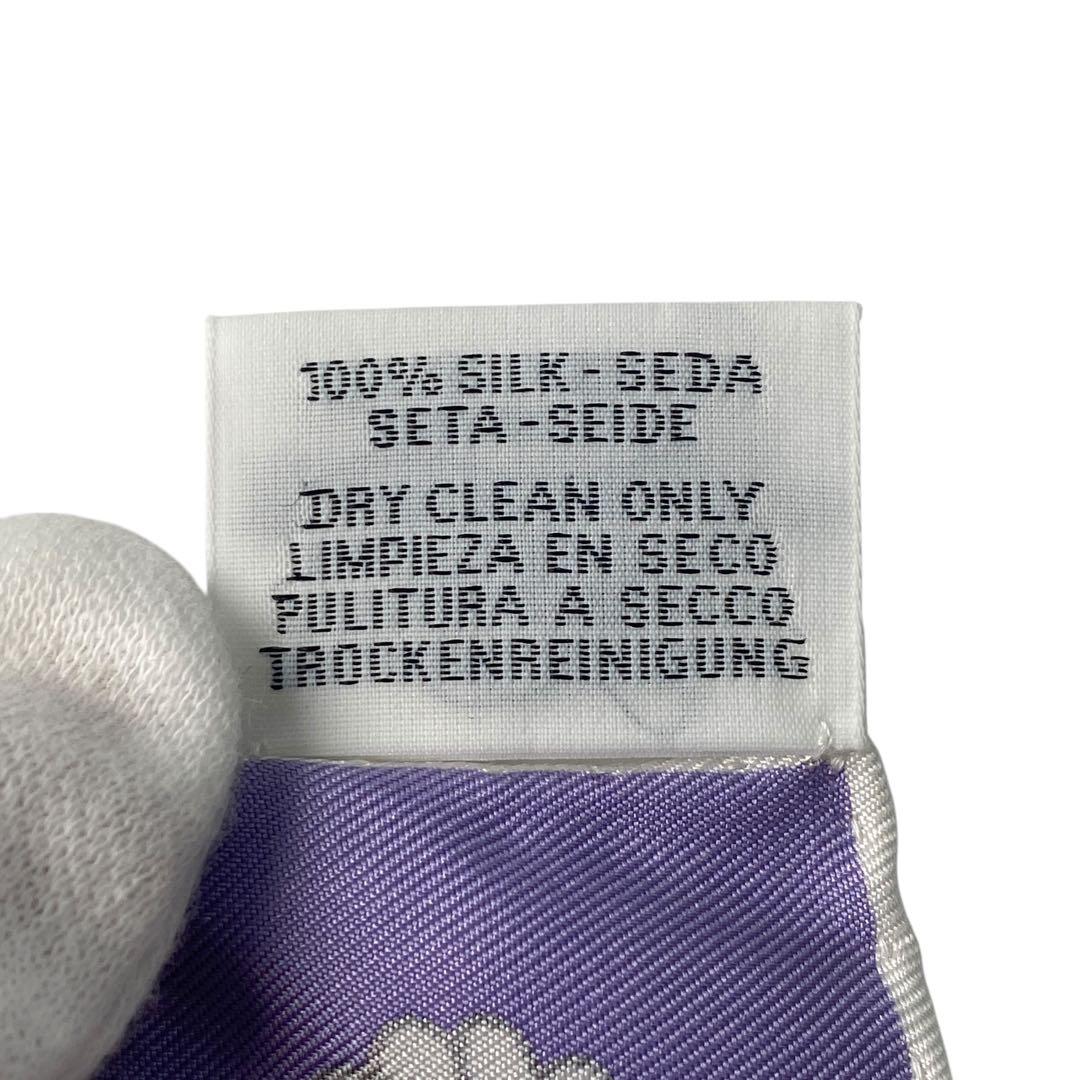 100% SILK-SEDA
SETA-SEIDE
DRY CLEAN ONLY
LIMPIEZA EN SECO
PULITURA A SECCO
TROCKENREINIGUNG